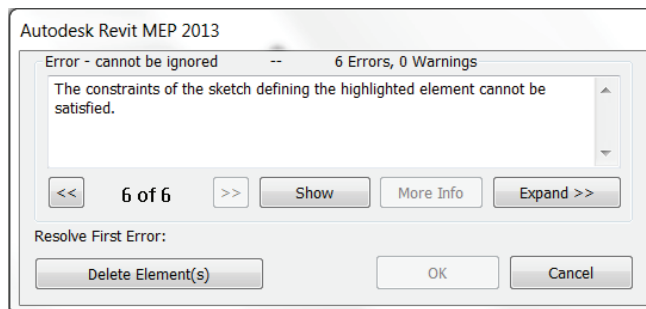 Autodesk Revit MEP 2013
Error - cannot be ignored -- 6 Errors, 0 Warnings
The constraints of the sketch defining the highlighted element cannot be
satisfied.
<< 6 of 6 >> Show More Info Expand >>
Resolve First Error:
Delete Element(s) OK Cancel